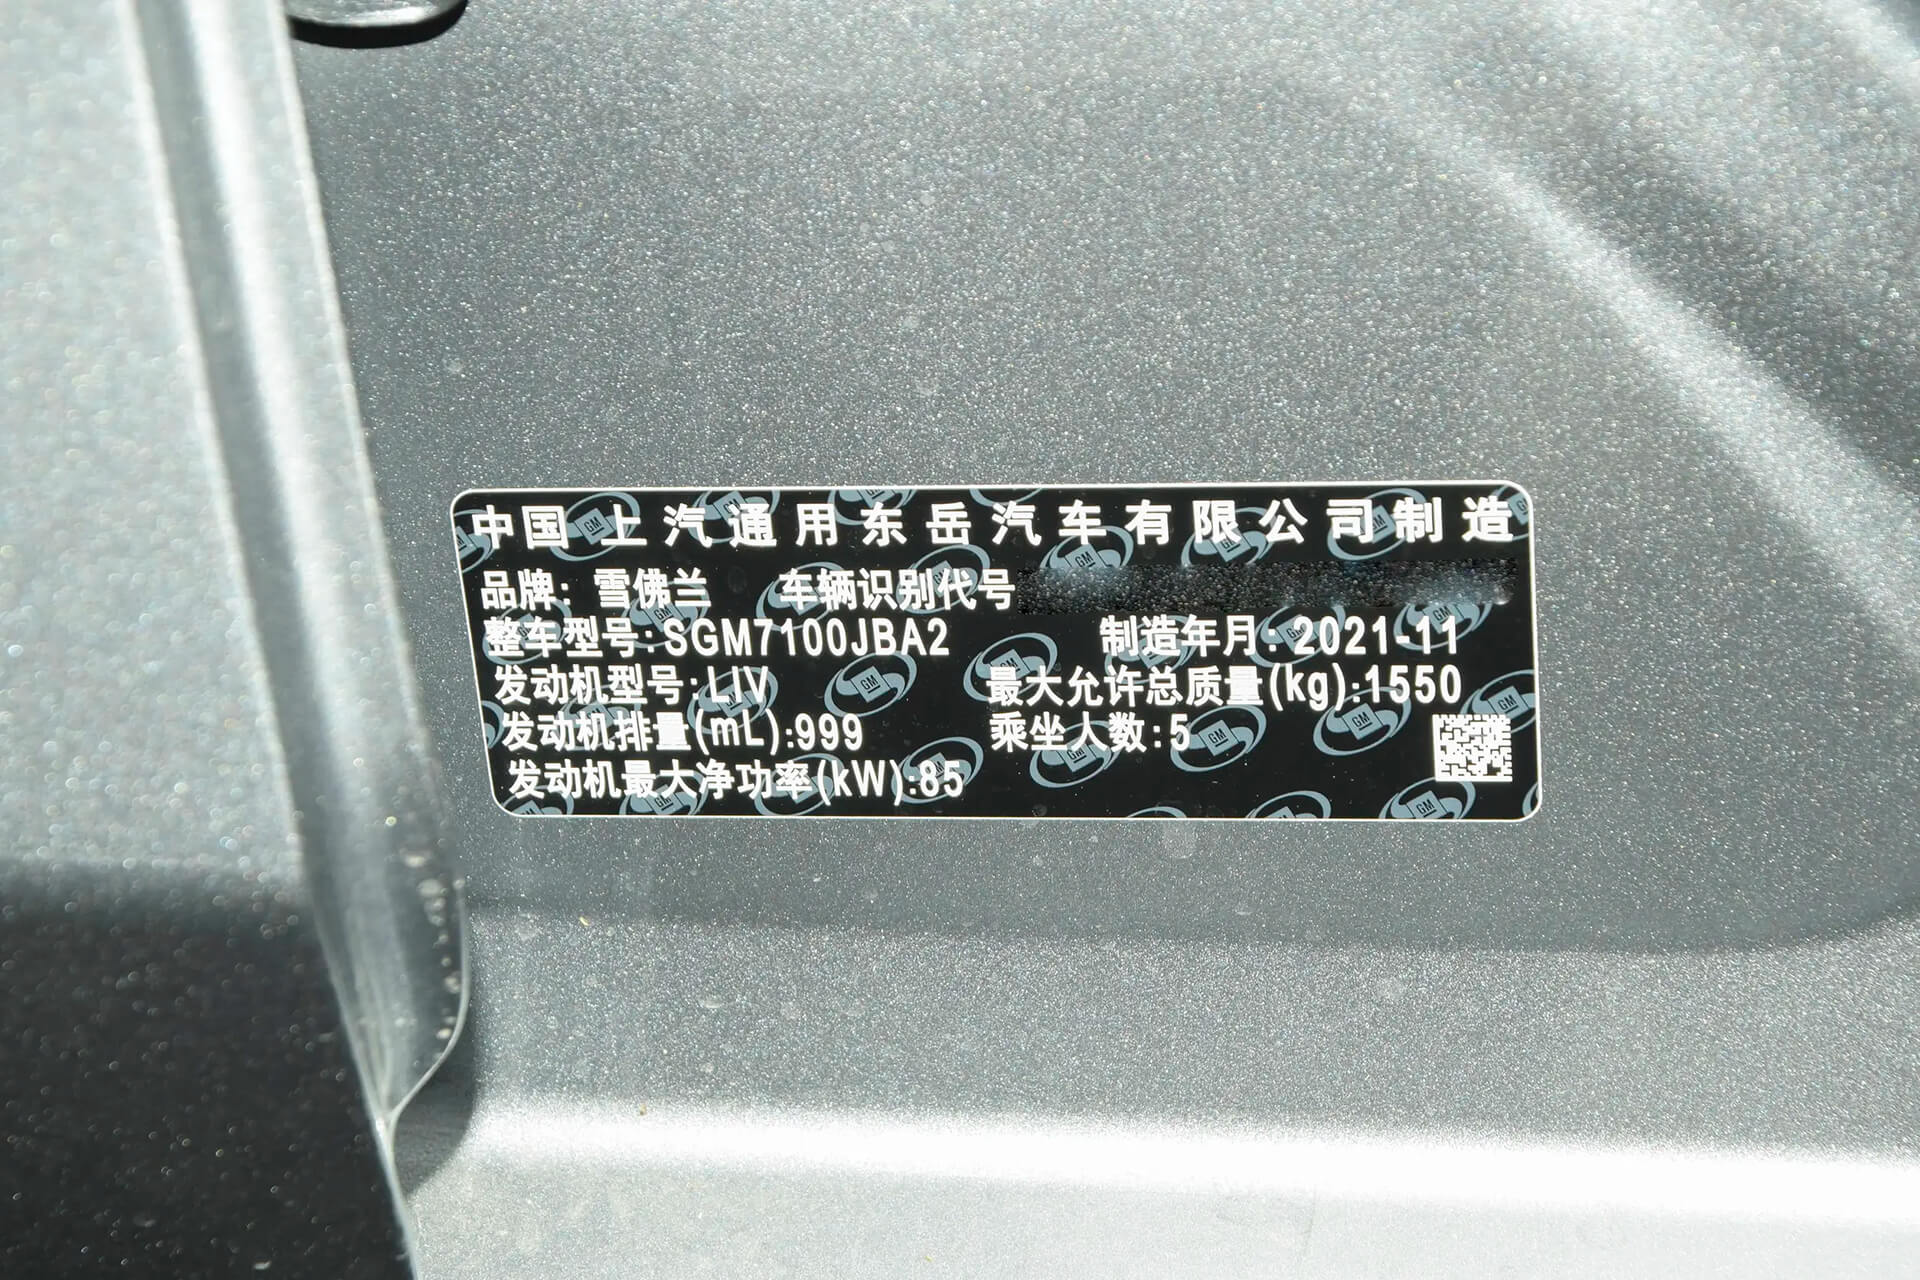 中国上汽通用东岳汽车有限公司制造
品牌：雪佛兰 车辆识别代号
整车型号:SGM7100JBA2 制造年月：2021-11
发动机型号:LIV 最大允许总质量(kg):1550
发动机排量(mL):999 乘坐人数:5
发动机最大净功率(kW):85